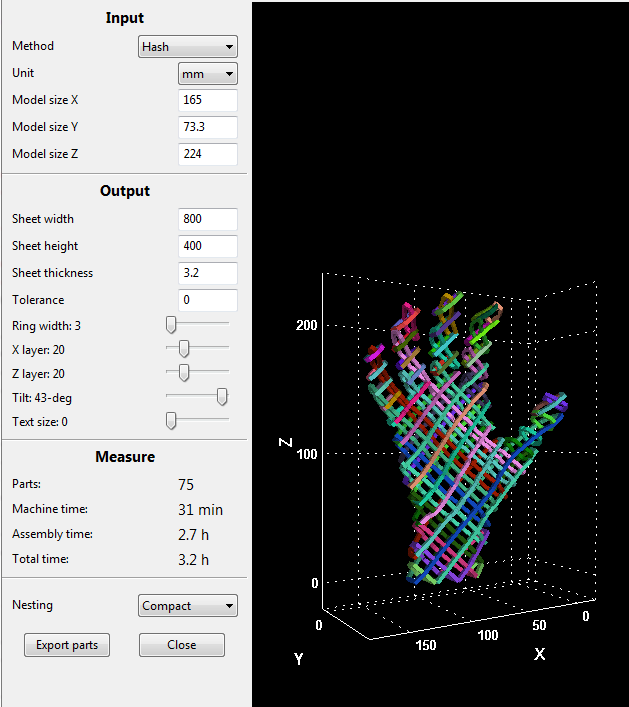 Input
Method Hash
Unit mm
Model size X 165
Model size Y 73.3
Model size Z 224
Output
Sheet width 800
Sheet height 400
Sheet thickness 3.2
Tolerance 0
Ring width: 3
X layer: 20
Z layer: 20
Tilt: 43-deg
Text size: 0
Measure
Parts: 75
Machine time: 31 min
Assembly time: 2.7 h
Total time: 3.2 h
Nesting Compact
Export parts Close
200
Z
100
0
0
150 100 50 0
Y
X